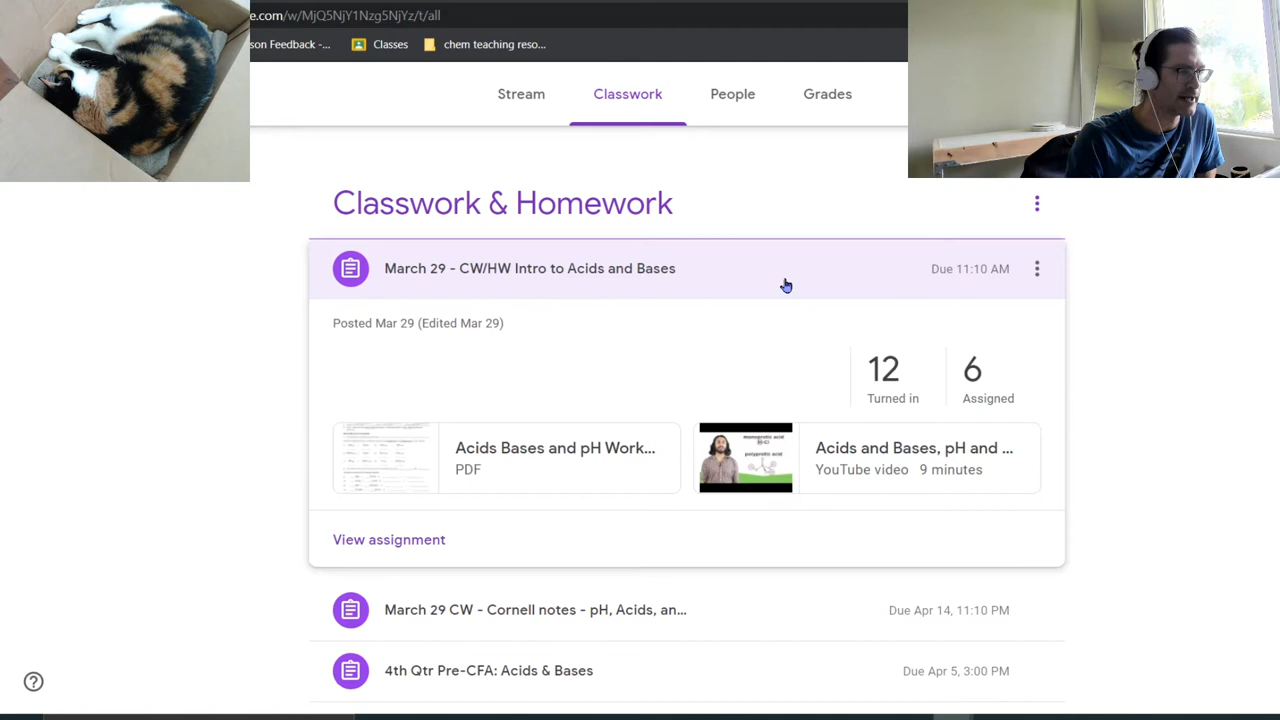 e.com/w/MjQ5NjY1Nzg5NjYz/t/all
son Feedback -... Classes chem teaching reso...
Stream Classwork People Grades
Classwork & Homework
March 29 - CW/HW Intro to Acids and Bases Due 11:10 AM
Posted Mar 29 (Edited Mar 29)
12 6
Turned in Assigned
Acids Bases and pH Work...
PDF
monoprotic acid
polyprotic acid
Acids and Bases, pH and ...
YouTube video 9 minutes
View assignment
March 29 CW - Cornell notes - pH, Acids, an... Due Apr 14, 11:10 PM
4th Qtr Pre-CFA: Acids & Bases Due Apr 5, 3:00 PM